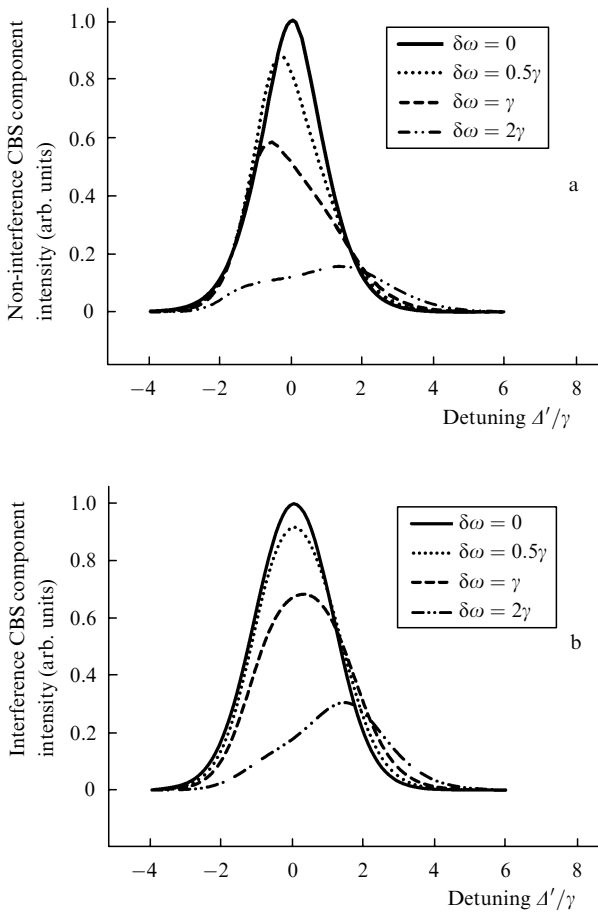 Non-interference CBS component
intensity (arb. units)
1.0
0.8
0.6
0.4
0.2
0
δω = 0
δω = 0.5γ
δω = γ
δω = 2γ
a
−4 −2 0 2 4 6 8
Detuning Δ′/γ
Interference CBS component
intensity (arb. units)
1.0
0.8
0.6
0.4
0.2
0
δω = 0
δω = 0.5γ
δω = γ
δω = 2γ
b
−4 −2 0 2 4 6 8
Detuning Δ′/γ